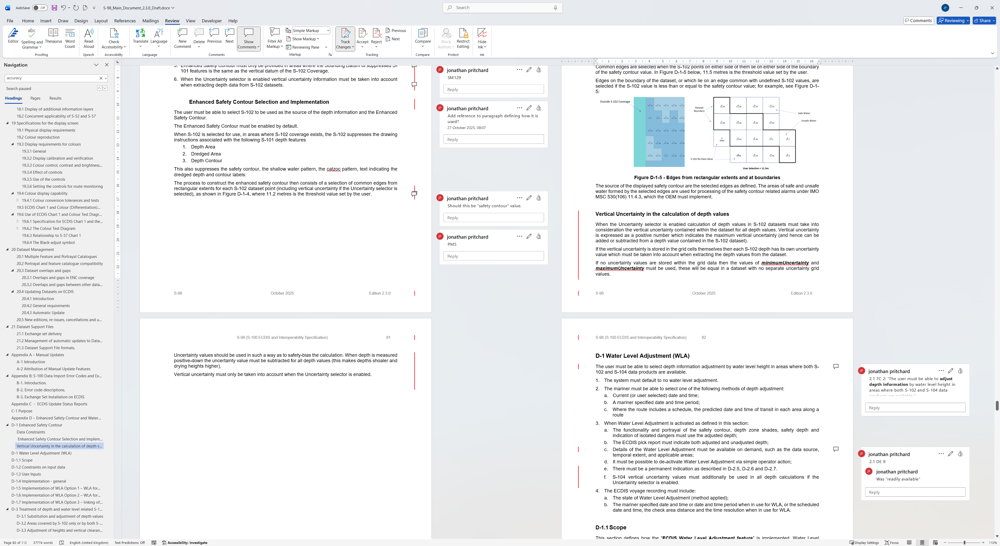 AutoSave Off S-98_Main_Document_2.3.0_Draft.docx Search JP
File Home Insert Draw Design Layout References Mailings Review View Developer Help Comments Reviewing Share
Editor Spelling and Grammar Thesaurus Word Count
Proofing
Read Aloud
Speech
Check Accessibility
Accessibility
Translate Language
Language
New Comment Delete Previous Next Show Comments
Comments
Filter All Markup Simple Markup Show Markup Reviewing Pane
Markup
Track Changes Accept Reject Previous Next
Tracking
Compare
Compare
Block Authors Restrict Editing
Protect
Hide Ink
Ink
Navigation
accuracy
Search paused
Headings Pages Results
18.1 Display of additional information layers
18.2 Concurrent applicability of S-52 and S-57
19 Specifications for the display screen
19.1 Physical display requirements
19.2 Colour reproduction
19.3 Display requirements for colours
19.3.1 General
19.3.2 Display calibration and verification
19.3.3 Colour control, contrast and brightness...
19.3.4 Effect of controls
19.3.5 Use of the controls
19.3.6 Setting the controls for route monitoring
19.4 Colour display capability
19.4.1 Colour conversion tolerances and tests
19.5 ECDIS Chart 1 and Colour (Differentiation)...
19.6 Use of ECDIS Chart 1 and Colour Test Diagr...
19.6.1 Specification for ECDIS Chart 1 and the...
19.6.2 The Colour Test Diagram
19.6.3 Relationship to S-57 Chart 1
19.6.4 The Black-adjust symbol
20 Dataset Management
20.1 Multiple Feature and Portrayal Catalogues
20.2 Portrayal and feature catalogue compatibility
20.3 Dataset overlaps and gaps
20.3.1 Overlaps and gaps in ENC coverage
20.3.2 Overlaps and gaps between other data...
20.4 Updating Datasets on ECDIS
20.4.1 Introduction
20.4.2 General requirements
20.4.3 Automatic Update
20.5 New editions, re-issues, cancellations and u...
21 Dataset Support Files
21.1 Exchange set delivery
21.2 Management of automatic updates to Data...
21.3 Dataset Support File formats.
Appendix A – Manual Updates
A-1 Introduction
A-2 Attribution of Manual Update Features
Appendix B: S-100 Data Import Error Codes and Ex...
B-1. Introduction.
B-2. Error code descriptions.
B-3. Exchange Set Installation on ECDIS
Appendix C - ECDIS Update Status Reports
C-1 Purpose
Appendix D – Enhanced Safety Contour and Water...
D-1 Enhanced Safety Contour
Data Constraints
Enhanced Safety Contour Selection and Implem...
Vertical Uncertainty in the calculation of depth v...
D-1 Water Level Adjustment (WLA)
D-1.1 Scope
D-1.2 Constraints on input data
D-1.3 User Inputs
D-1.4 Implementation - general
D-1.5 Implementation of WLA Option 1 – WLA for...
D-1.6 Implementation of WLA Option 2 – WLA for...
D-1.7 Implementation of WLA Option 3 – linking of...
D-3 Treatment of depth and water level related S-1...
D-3.1 Substitution and adjustment of depth values
D-3.2 Areas covered by S-102 only or by both S-...
D-3.3 Adjustment of heights and vertical clearan...
5. Enhanced Safety Contour must only be provided in areas where the Sounding Datum of suppressed S-
101 features is the same as the vertical datum of the S-102 Coverage.
6. When the Uncertainty selector is enabled vertical uncertainty information must be taken into account
when extracting depth data from S-102 datasets.
Enhanced Safety Contour Selection and Implementation
The user must be able to select S-102 to be used as the source of the depth information and the Enhanced
Safety Contour.
The Enhanced Safety Contour must be enabled by default.
When S-102 is selected for use, in areas where S-102 coverage exists, the S-102 suppresses the drawing
instructions associated with the following S-101 depth features
1. Depth Area
2. Dredged Area
3. Depth Contour
This also suppresses the safety contour, the shallow water pattern, the catzoc pattern, text indicating the
dredged depth and contour labels.
The process to construct the enhanced safety contour then consists of a selection of common edges from
rectangular extents for each S-102 dataset point (including vertical uncertainty if the Uncertainty selector is
selected), as shown in Figure D-1-4, where 11.2 metres is the threshold value set by the user.
S-98 October 2025 Edition 2.3.0
JP jonathan pritchard
SM129
Reply
JP jonathan pritchard
Add reference to paragraph defining how it is
used?
27 October 2025, 08:07
Reply
JP jonathan pritchard
Should this be “safety contour” value.
Reply
JP jonathan pritchard
PM5
Reply
Common edges are selected when the S-102 points on either side of them lie on either side of the boundary
of the safety contour value. In Figure D-1-5 below, 11.5 metres is the threshold value set by the user.
Edges on the boundary of the dataset, or which lie on an edge common with undefined S-102 values, are
selected if the S-102 value is less than or equal to the safety contour value; for example, see Figure D-1-
5:
Outside S-102 Coverage
Dataset Boundary
11.41 11.56 11.53 11.53
Safe Water
Unsafe Water
11.45 11.45 11.25 11.55
9999 11.41 11.42 11.1 11.1
S-102 No Data Value
9999 11.53 11.52 11.0
User Selection = 11.5m
Figure D-1-5 - Edges from rectangular extents and at boundaries
The source of the displayed safety contour are the selected edges as defined. The areas of safe and unsafe
water formed by the selected edges are used for processing of the safety contour related alarms under IMO
MSC 530(106) 11.4.3, which the OEM must implement.
Vertical Uncertainty in the calculation of depth values
When the Uncertainty selector is enabled calculation of depth values in S-102 datasets must take into
consideration the vertical uncertainty contained within the dataset for all depth values. Vertical uncertainty
is expressed as a positive number which indicates the maximum vertical uncertainty (and hence can be
added or subtracted from a depth value contained in the S-102 dataset).
If the vertical uncertainty is stored in the grid cells themselves then each S-102 depth has its own uncertainty
value which must be taken into account when extracting the depth values from the dataset.
If no uncertainty values are stored within the grid data then the values of minimumUncertainty and
maximumUncertainty must be used, these will be equal in a dataset with no separate uncertainty grid
values.
S-98 October 2025 Edition 2.3.0
S-98 (S-100 ECDIS and Interoperability Specification) 81
Uncertainty values should be used in such a way as to safety-bias the calculation. When depth is measured
positive-down the uncertainty value must be subtracted for all depth values (this makes depths shoaler and
drying heights higher).
Vertical uncertainty must only be taken into account when the Uncertainty selector is enabled.
S-98 (S-100 ECDIS and Interoperability Specification) 82
D-1 Water Level Adjustment (WLA)
The user must be able to select depth information adjustment by water level height in areas where both S-
102 and S-104 data products are available.
1. The system must default to no water level adjustment.
2. The mariner must be able to select one of the following methods of depth adjustment:
a. Current (or user selected) date and time;
b. A mariner specified date and time period;
c. Where the route includes a schedule, the predicted date and time of transit in each area along a
route
3. When Water Level Adjustment is activated as defined in this section:
a. The functionality and portrayal of the safety contour, depth zone shades, safety depth and
indication of isolated dangers must use the adjusted depth;
b. The ECDIS pick report must indicate both adjusted and unadjusted depth;
c. Details of the Water Level Adjustment must be available on demand, such as the data source,
temporal extent, and applicable areas;
d. It must be possible to de-activate Water Level Adjustment via simple operator action;
e. There must be a permanent indication as described in D-2.5, D-2.6 and D-2.7.
f. S-104 vertical uncertainty values must additionally be used in all depth calculations if the
Uncertainty selector is enabled.
4. The ECDIS voyage recording must include:
a. The state of Water Level Adjustment (method applied);
b. The mariner specified date and time or date and time period when in use for WLA, or the scheduled
date and time, the check area distance and the time resolution when in use for WLA.
D-1.1 Scope
This section defines how the “ECDIS Water Level Adjustment feature” is implemented. Water Level
JP jonathan pritchard
2.1 7C 2: “The user must be able to adjust
depth information by water level height in
areas where both S-102 and S-104 data
products are available.”
Reply
JP jonathan pritchard
2.1 DE 9
JP jonathan pritchard
Was “readily available”
Reply
Page 80 of 112 37774 words English (United Kingdom) Text Predictions: Off Accessibility: Investigate Display Settings Focus 110%